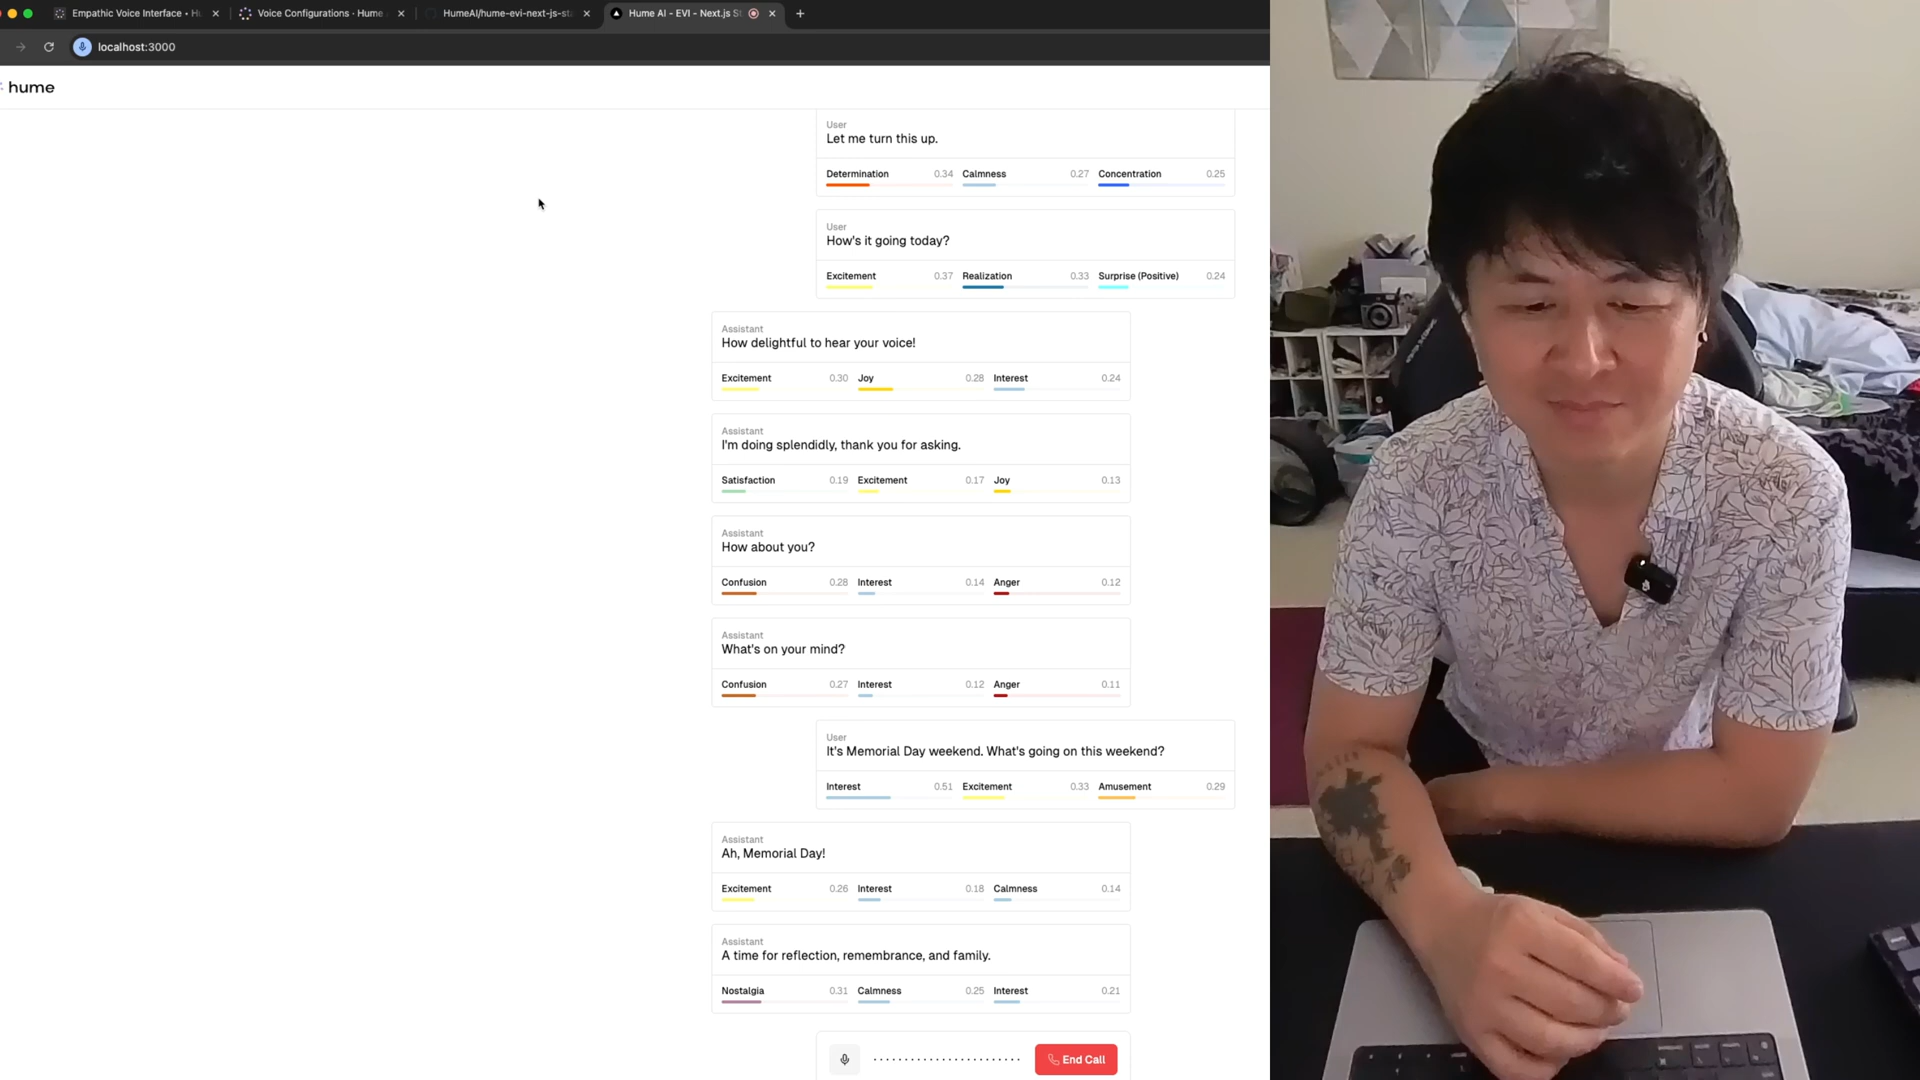 Empathic Voice Interface • Hu
Voice Configurations · Hume
HumeAI/hume-evi-next-js-sta
Hume AI - EVI - Next.js S
localhost:3000
hume
User
Let me turn this up.
Determination 0.34 Calmness 0.27 Concentration 0.25
User
How's it going today?
Excitement 0.37 Realization 0.33 Surprise (Positive) 0.24
Assistant
How delightful to hear your voice!
Excitement 0.30 Joy 0.28 Interest 0.24
Assistant
I'm doing splendidly, thank you for asking.
Satisfaction 0.19 Excitement 0.17 Joy 0.13
Assistant
How about you?
Confusion 0.28 Interest 0.14 Anger 0.12
Assistant
What's on your mind?
Confusion 0.27 Interest 0.12 Anger 0.11
User
It's Memorial Day weekend. What's going on this weekend?
Interest 0.51 Excitement 0.33 Amusement 0.29
Assistant
Ah, Memorial Day!
Excitement 0.26 Interest 0.18 Calmness 0.14
Assistant
A time for reflection, remembrance, and family.
Nostalgia 0.31 Calmness 0.25 Interest 0.21
End Call